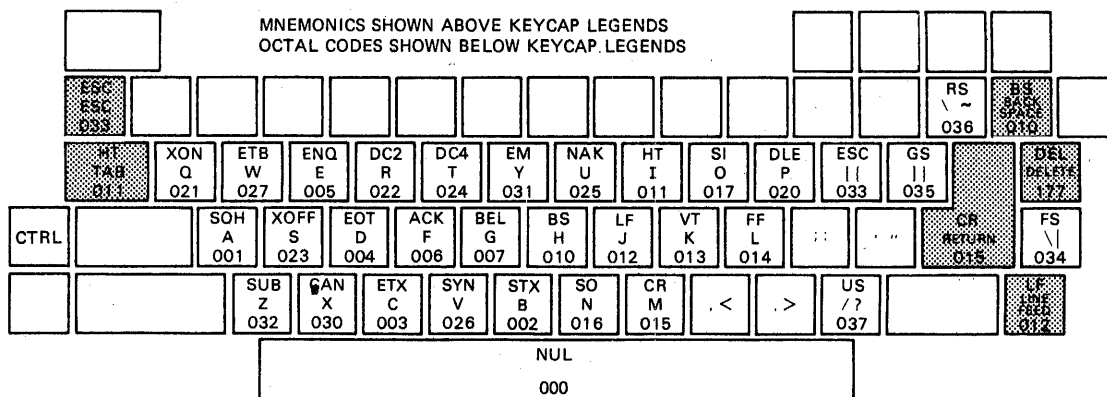 MNEMONICS SHOWN ABOVE KEYCAP LEGENDS
OCTAL CODES SHOWN BELOW KEYCAP LEGENDS
ESC RS BS
ESC \ ~ BACK SPACE
033 036 010
HT XON ETB ENQ DC2 DC4 EM NAK HT SI DLE ESC GS DEL
TAB Q W E R T Y U I O P [{ ]} DELETE
011 021 027 005 022 024 031 025 011 017 020 033 035 177
SOH XOFF EOT ACK BEL BS LF VT FF CR FS
CTRL A S D F G H J K L ; : ' " RETURN \|
001 023 004 006 007 010 012 013 014 015 034
SUB CAN ETX SYN STX SO CR US LF
Z X C V B N M , < . > / ? LINE FEED
032 030 003 026 002 016 015 037 012
NUL
000